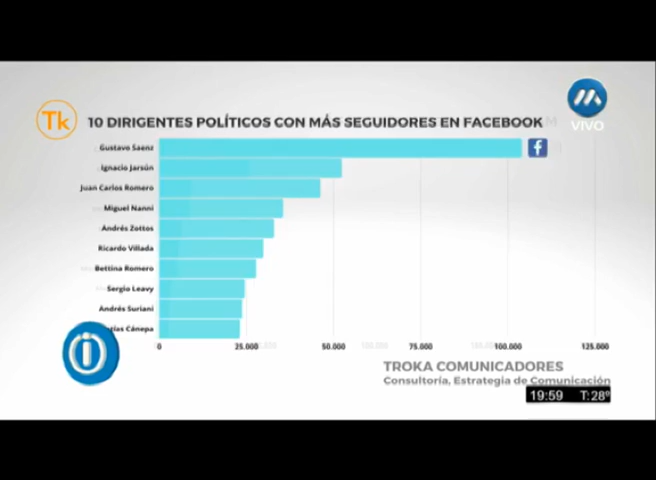 Tk
10 DIRIGENTES POLÍTICOS CON MÁS SEGUIDORES EN FACEBOOK
VIVO
Gustavo Saenz
Ignacio Jarsún
Juan Carlos Romero
Miguel Nanni
Andrés Zottos
Ricardo Villada
Bettina Romero
Sergio Leavy
Andrés Suriani
Cánepa
0 25.000 50.000 75.000 100.000 125.000
TROKA COMUNICADORES
Consultoría, Estrategia de Comunicación
19:59 T:28º